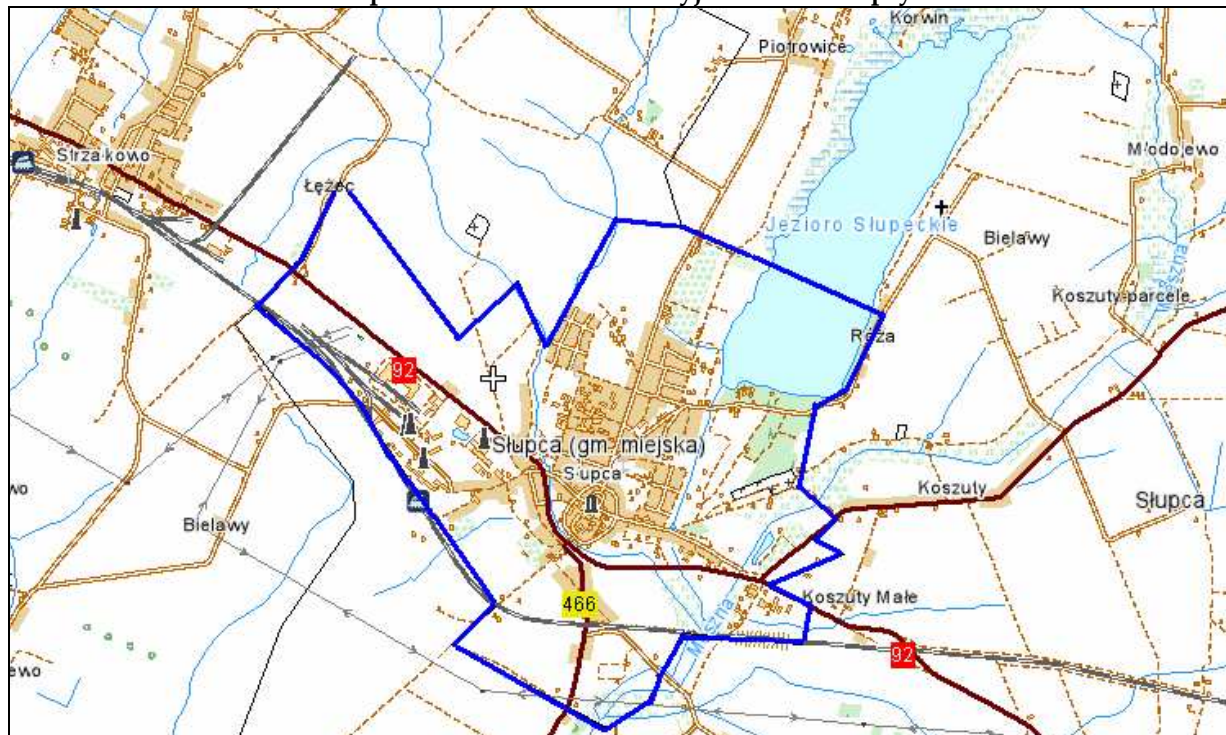 Korwin
Piotrowice
Strzałkowo
Młodojewo
Łężec
Jezioro Słupeckie
Bielawy
Koszuty-parcele
Róża
92
Słupca (gm. miejska)
Słupca
Koszuty
Słupca
Bielawy
466
Koszuty Małe
Meszna
92
ewo